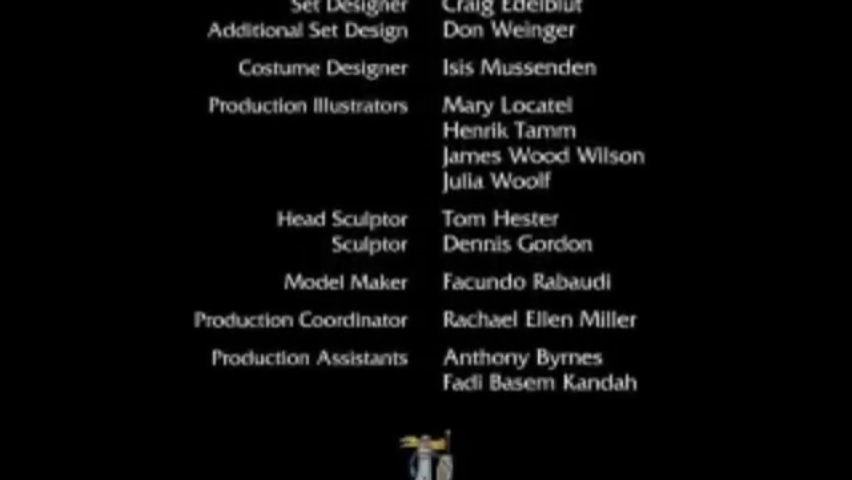 Set Designer Craig Edelblut
Additional Set Design Don Weinger
Costume Designer Isis Mussenden
Production Illustrators Mary Locatel
Henrik Tamm
James Wood Wilson
Julia Woolf
Head Sculptor Tom Hester
Sculptor Dennis Gordon
Model Maker Facundo Rabaudi
Production Coordinator Rachael Ellen Miller
Production Assistants Anthony Byrnes
Fadi Basem Kandah